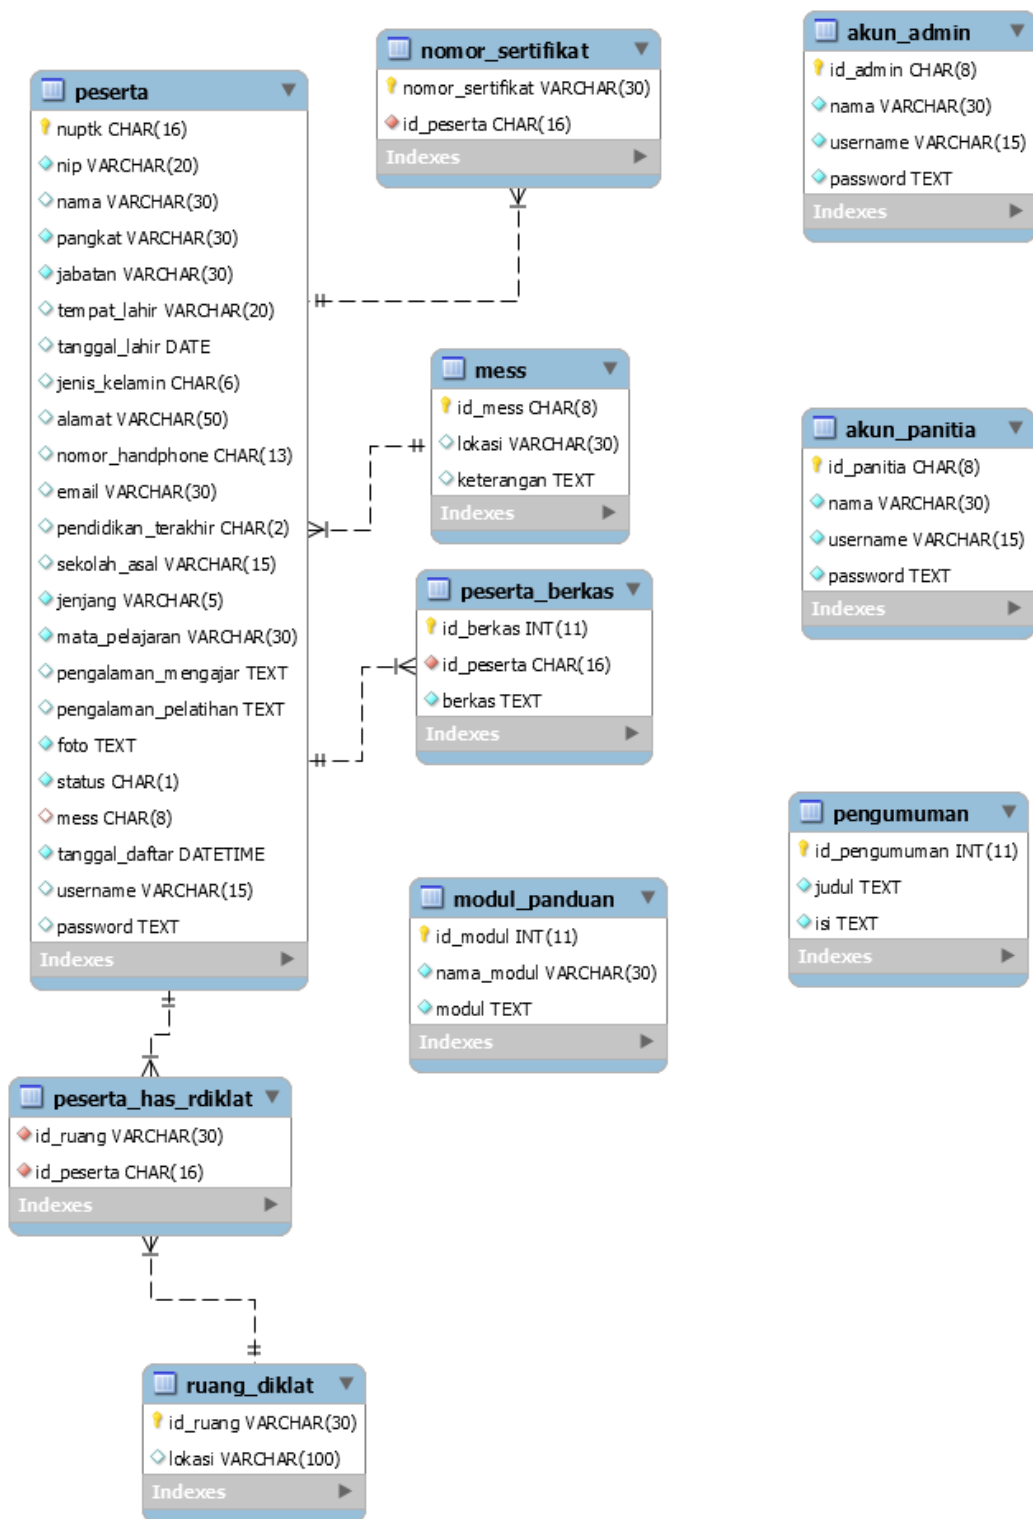 peserta
nuptk CHAR(16)
nip VARCHAR(20)
nama VARCHAR(30)
pangkat VARCHAR(30)
jabatan VARCHAR(30)
tempat_lahir VARCHAR(20)
tanggal_lahir DATE
jenis_kelamin CHAR(6)
alamat VARCHAR(50)
nomor_handphone CHAR(13)
email VARCHAR(30)
pendidikan_terakhir CHAR(2)
sekolah_asal VARCHAR(15)
jenjang VARCHAR(5)
mata_pelajaran VARCHAR(30)
pengalaman_mengajar TEXT
pengalaman_pelatihan TEXT
foto TEXT
status CHAR(1)
mess CHAR(8)
tanggal_daftar DATETIME
username VARCHAR(15)
password TEXT
Indexes
nomor_sertifikat
nomor_sertifikat VARCHAR(30)
id_peserta CHAR(16)
Indexes
mess
id_mess CHAR(8)
lokasi VARCHAR(30)
keterangan TEXT
Indexes
peserta_berkas
id_berkas INT(11)
id_peserta CHAR(16)
berkas TEXT
Indexes
modul_panduan
id_modul INT(11)
nama_modul VARCHAR(30)
modul TEXT
Indexes
akun_admin
id_admin CHAR(8)
nama VARCHAR(30)
username VARCHAR(15)
password TEXT
Indexes
akun_panitia
id_panitia CHAR(8)
nama VARCHAR(30)
username VARCHAR(15)
password TEXT
Indexes
pengumuman
id_pengumuman INT(11)
judul TEXT
isi TEXT
Indexes
peserta_has_rdiklat
id_ruang VARCHAR(30)
id_peserta CHAR(16)
Indexes
ruang_diklat
id_ruang VARCHAR(30)
lokasi VARCHAR(100)
Indexes